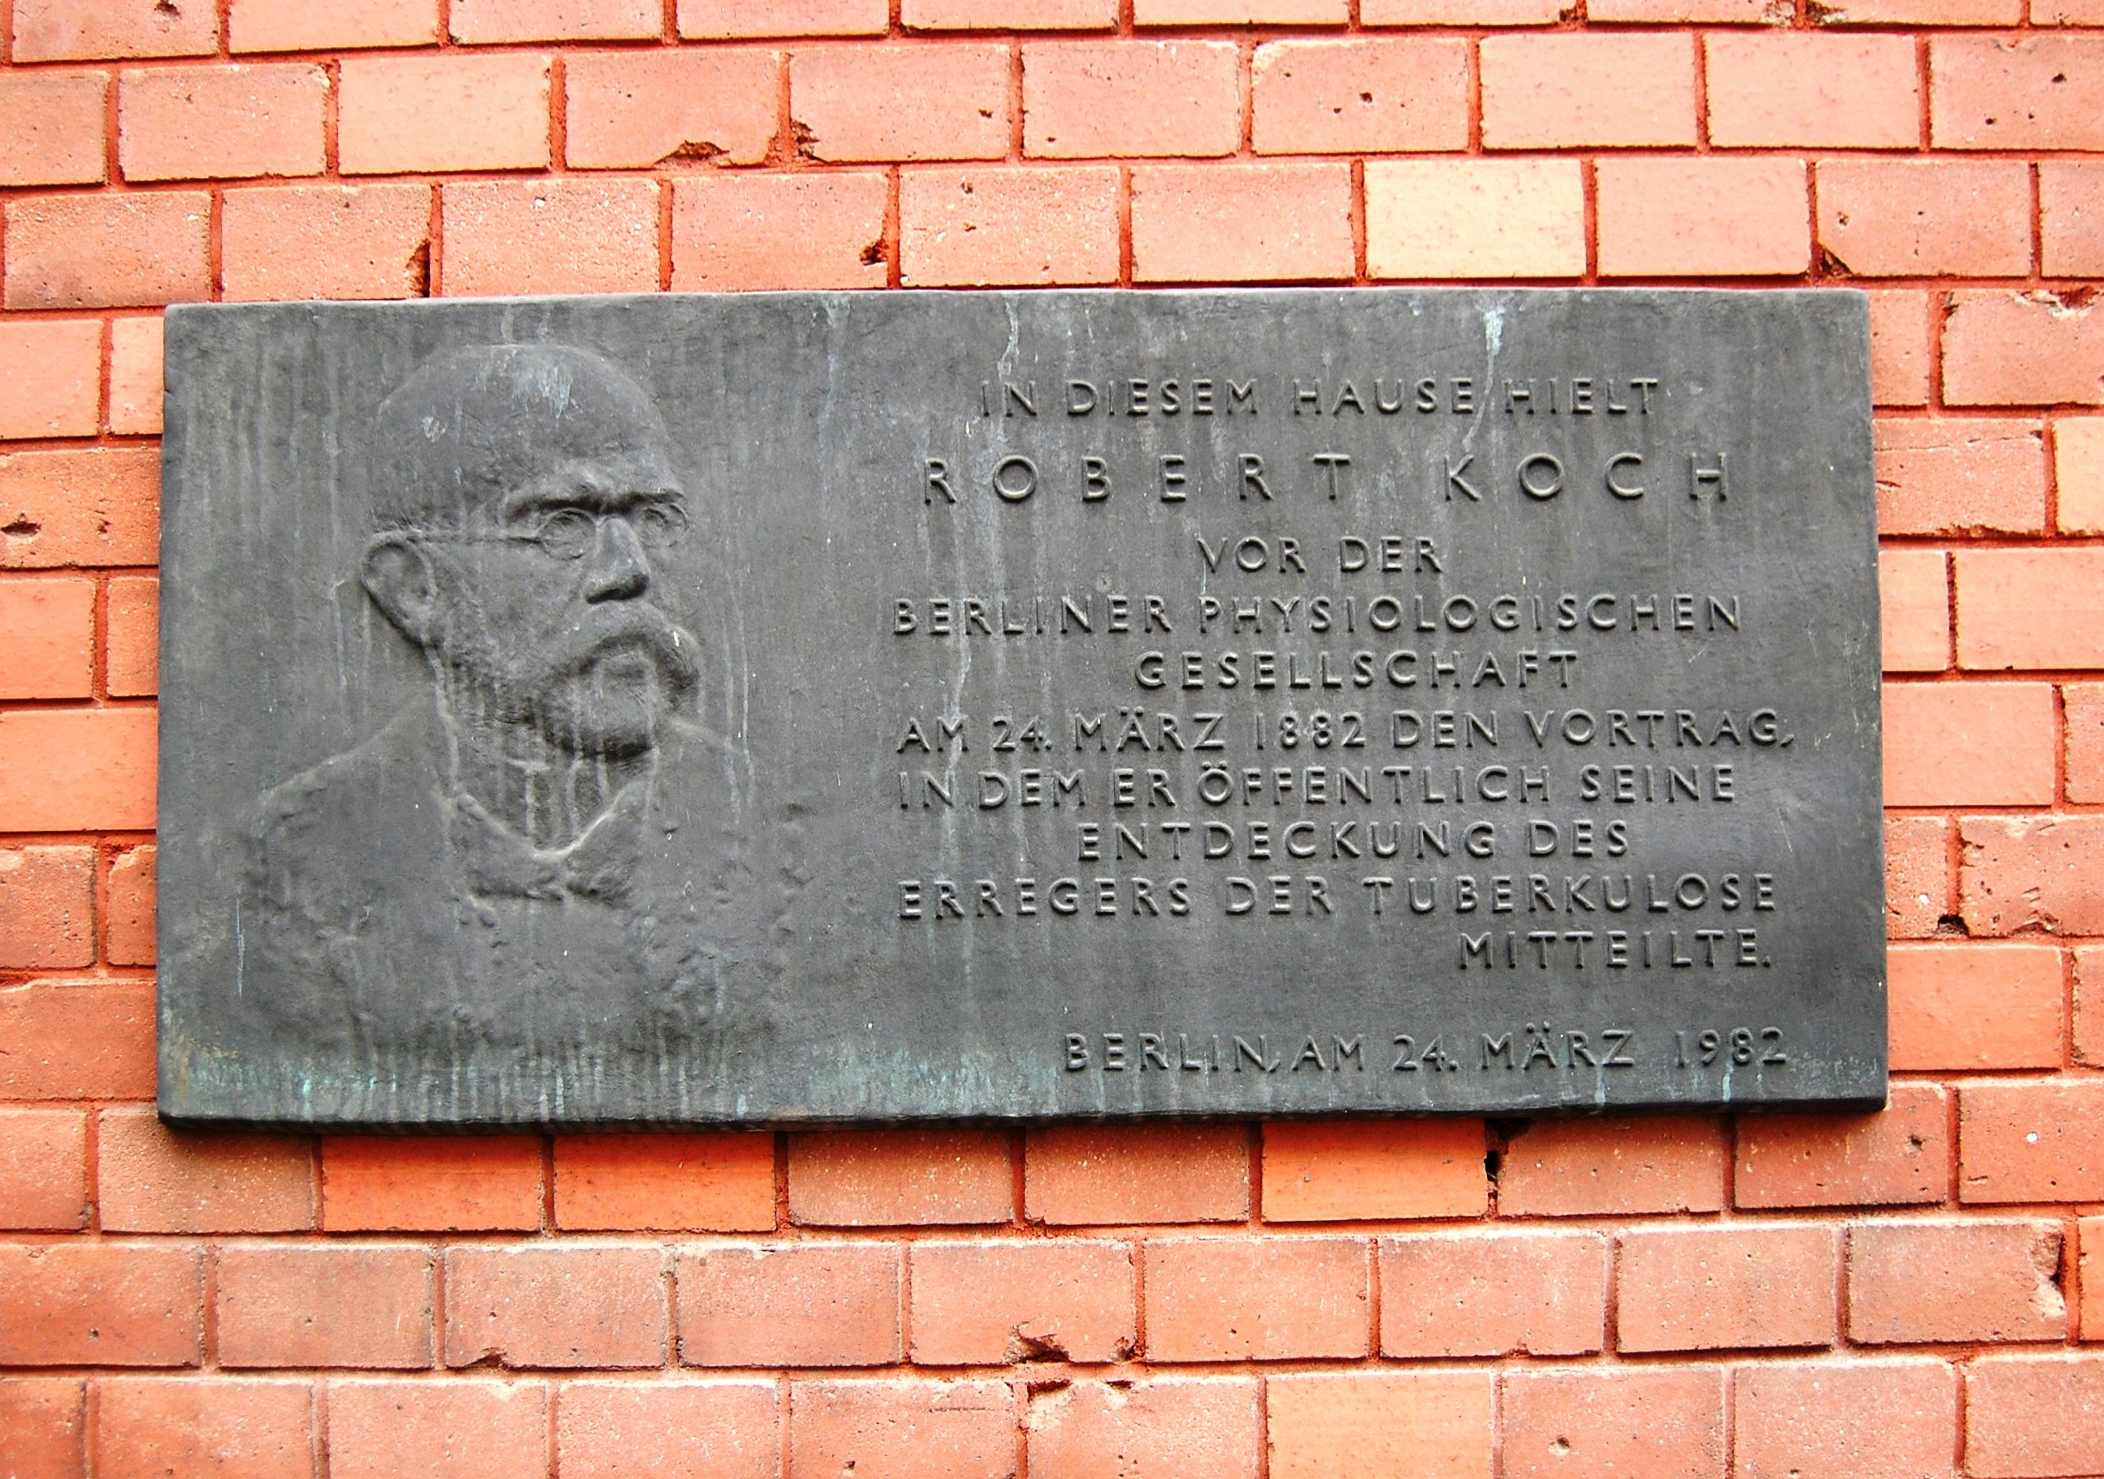 IN DIESEM HAUSE HIELT
ROBERT KOCH
VOR DER
BERLINER PHYSIOLOGISCHEN
GESELLSCHAFT
AM 24. MÄRZ 1882 DEN VORTRAG,
IN DEM ER ÖFFENTLICH SEINE
ENTDECKUNG DES
ERREGERS DER TUBERKULOSE
MITTEILTE.
BERLIN, AM 24. MÄRZ 1982